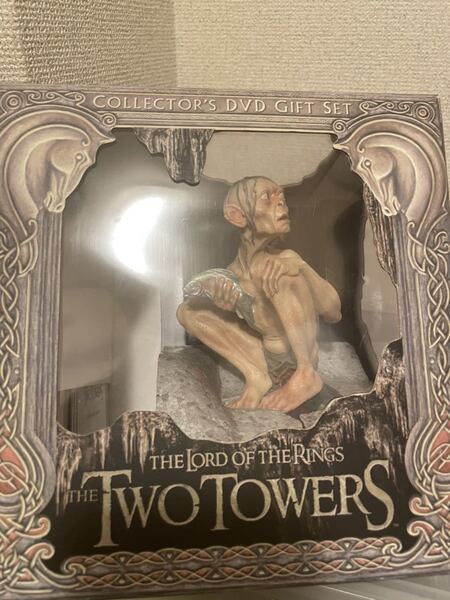 COLLECTOR'S DVD GIFT SET
THE LORD OF THE RINGS
THE TWO TOWERS